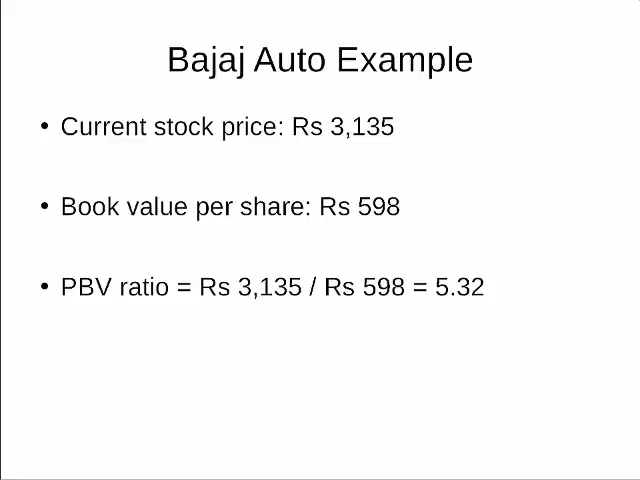 Bajaj Auto Example
• Current stock price: Rs 3,135
• Book value per share: Rs 598
• PBV ratio = Rs 3,135 / Rs 598 = 5.32